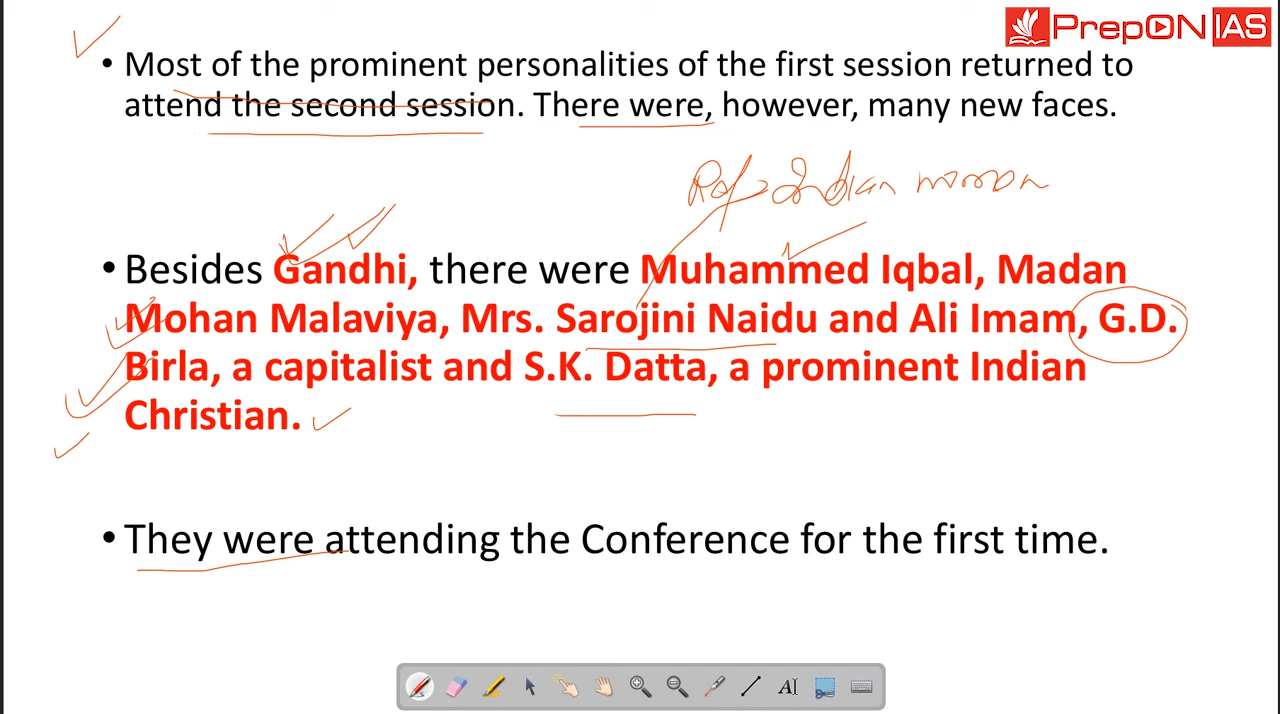 PrepON IAS
• Most of the prominent personalities of the first session returned to
attend the second session. There were, however, many new faces.
Indian
• Besides Gandhi, there were Muhammed Iqbal, Madan
Mohan Malaviya, Mrs. Sarojini Naidu and Ali Imam, G.D.
Birla, a capitalist and S.K. Datta, a prominent Indian
Christian.
• They were attending the Conference for the first time.
AI